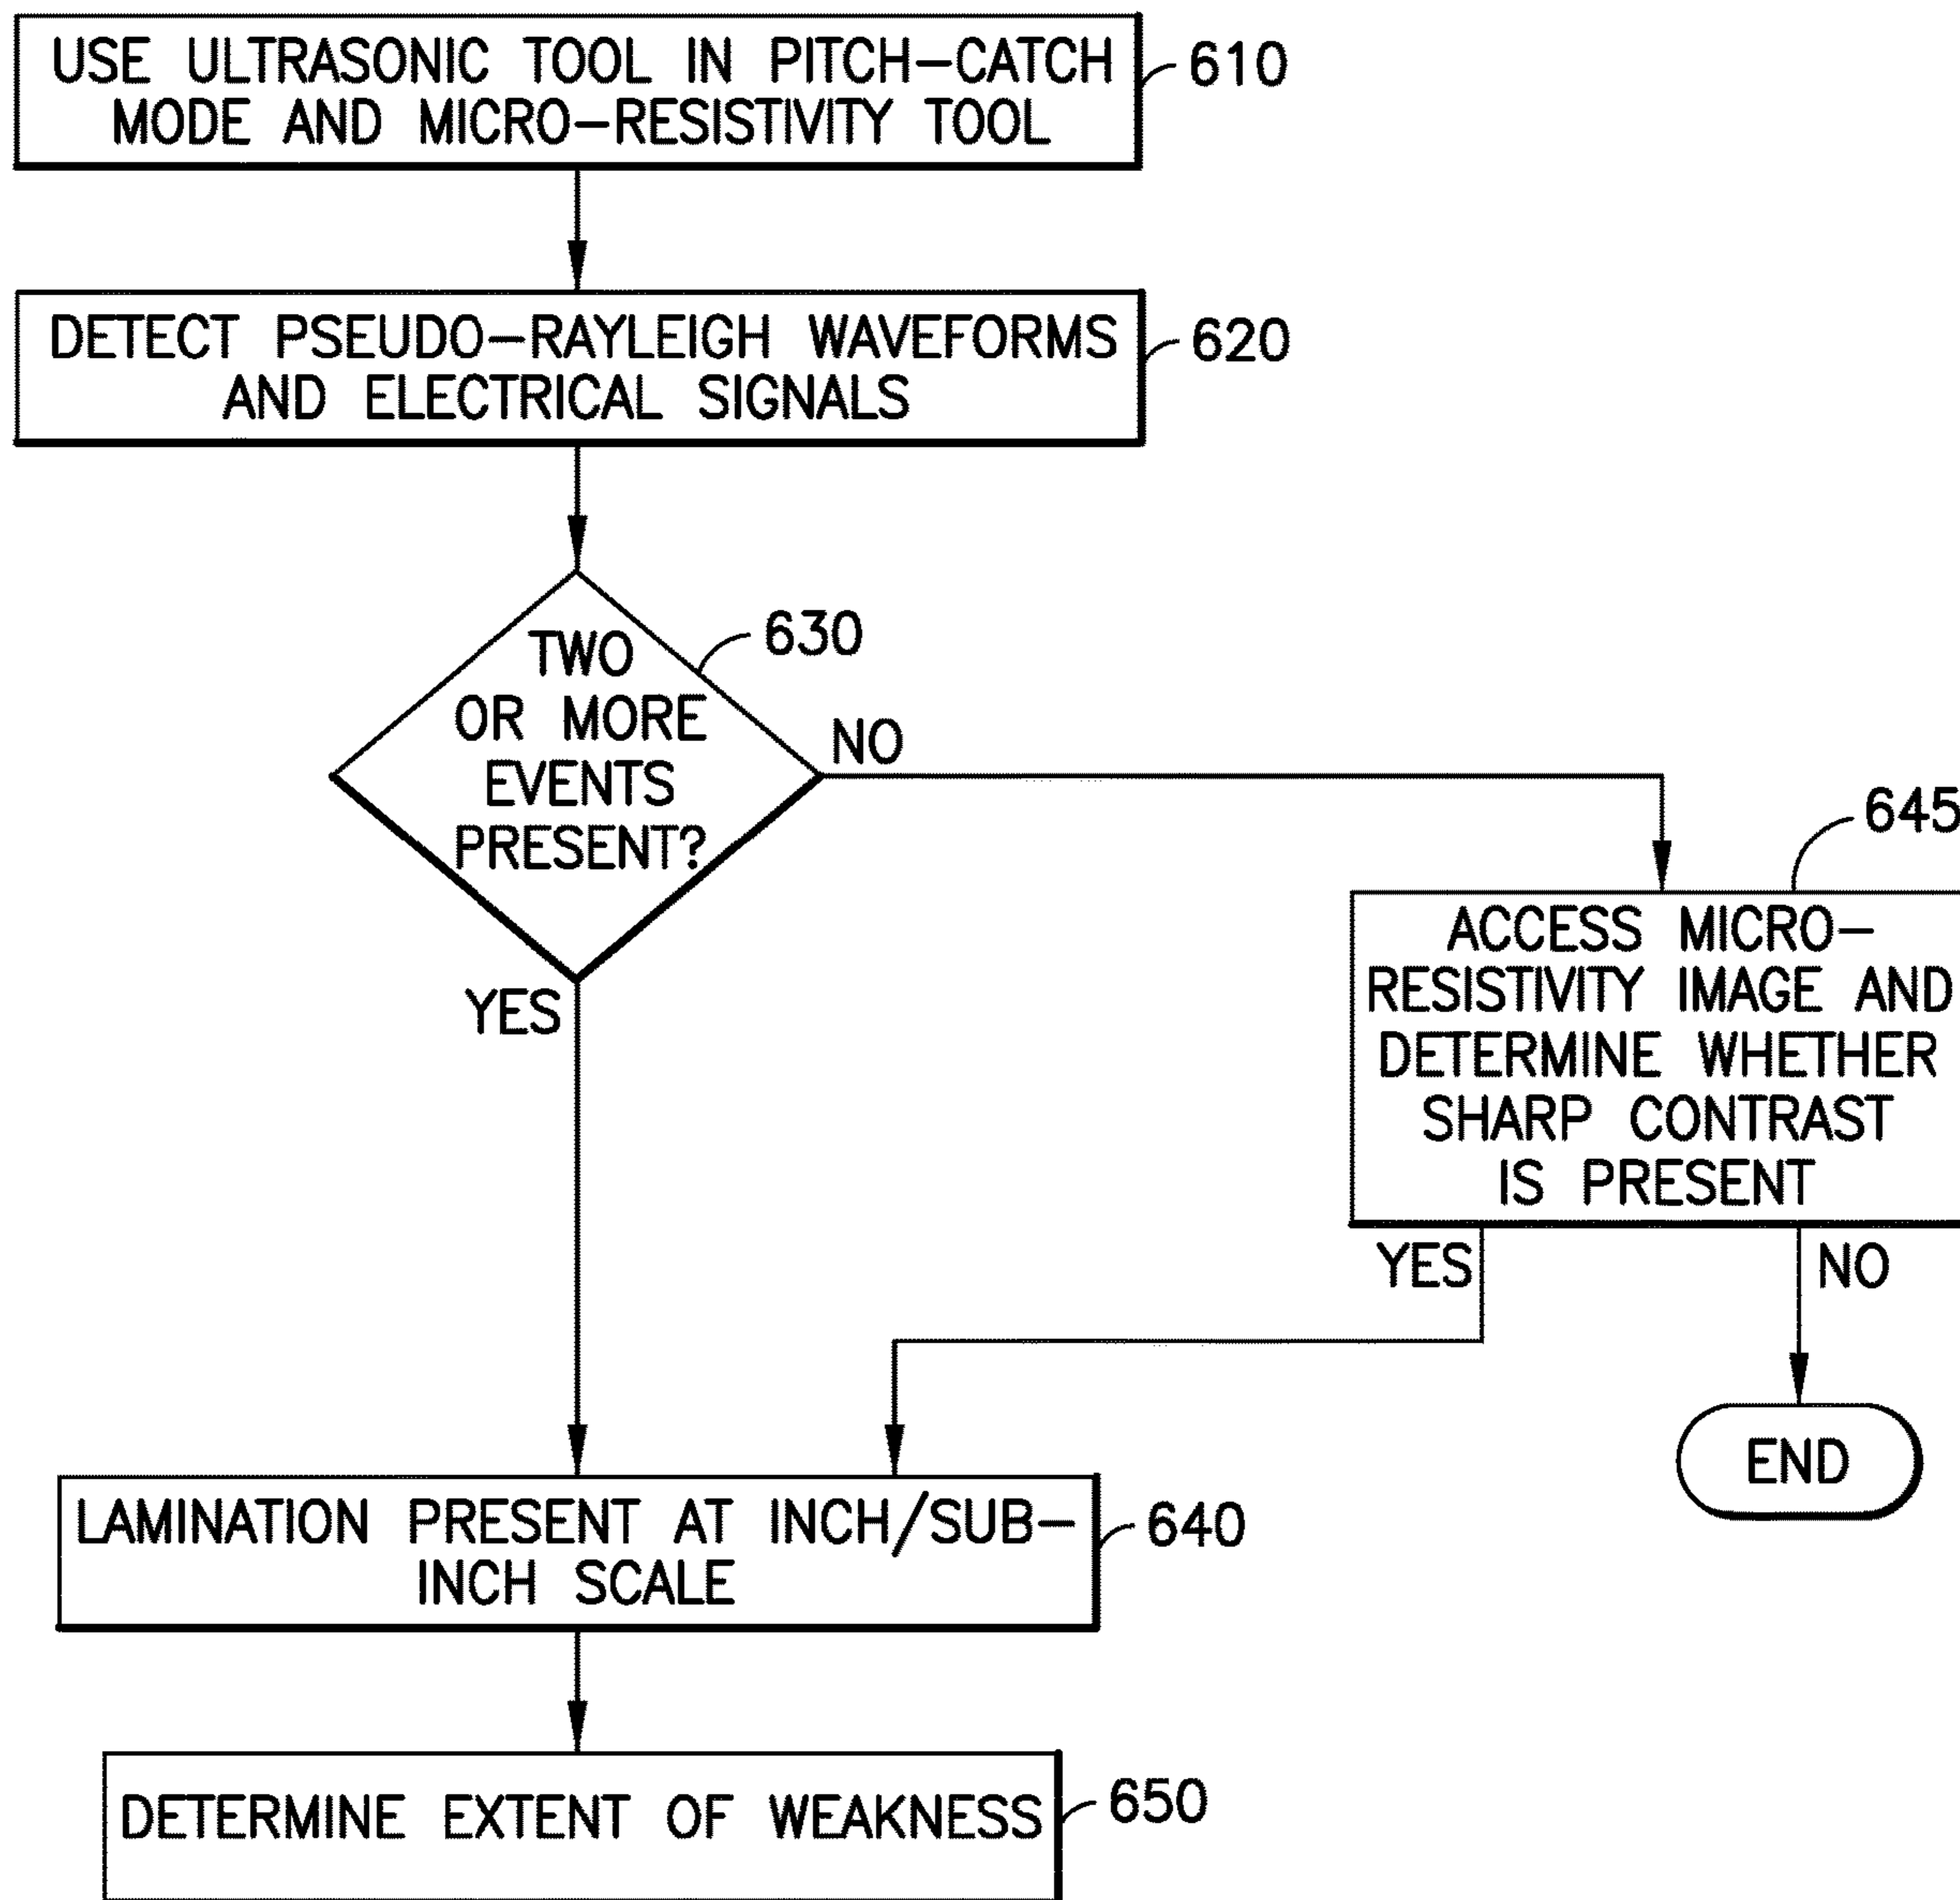 USE ULTRASONIC TOOL IN PITCH-CATCH
MODE AND MICRO-RESISTIVITY TOOL
610
DETECT PSEUDO-RAYLEIGH WAVEFORMS
AND ELECTRICAL SIGNALS
620
TWO
OR MORE
EVENTS
PRESENT?
630
NO
YES
645
ACCESS MICRO-
RESISTIVITY IMAGE AND
DETERMINE WHETHER
SHARP CONTRAST
IS PRESENT
YES
NO
END
LAMINATION PRESENT AT INCH/SUB-
INCH SCALE
640
DETERMINE EXTENT OF WEAKNESS
650